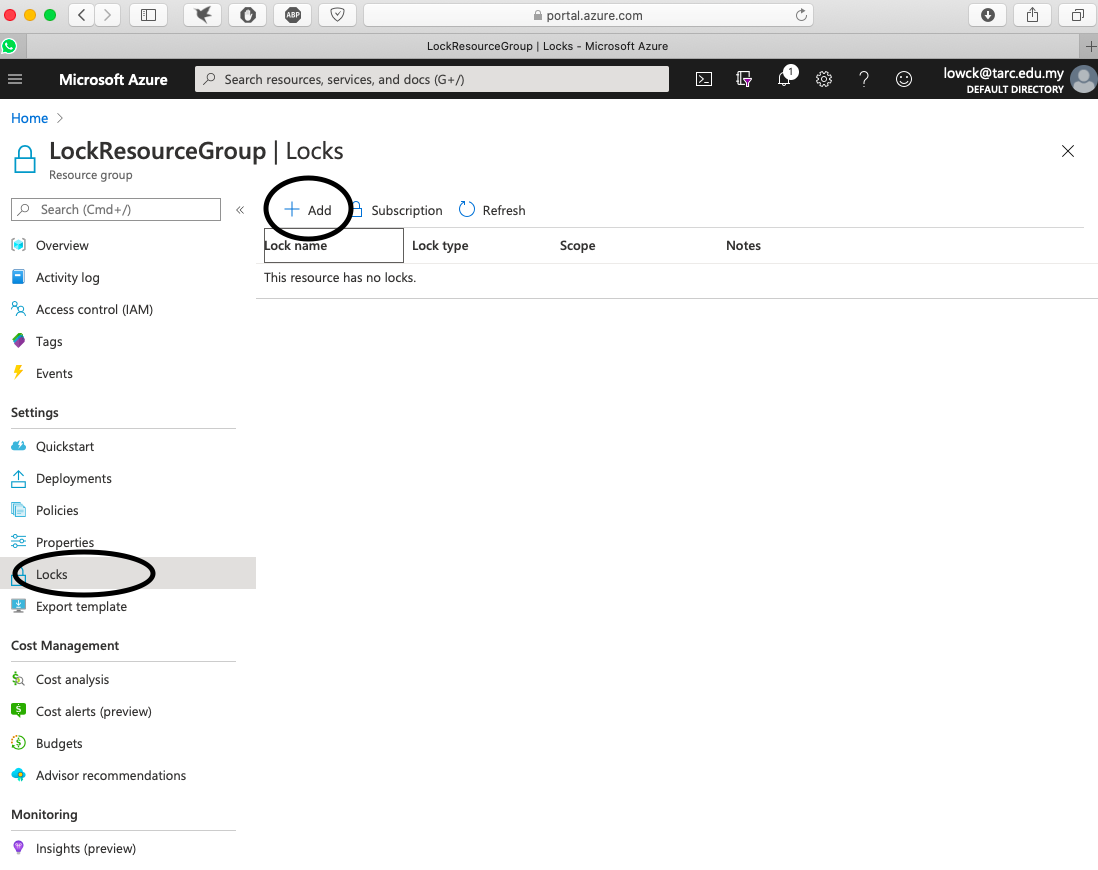 ABP
portal.azure.com
LockResourceGroup | Locks - Microsoft Azure
Microsoft Azure
Search resources, services, and docs (G+/)
1
lowck@tarc.edu.my
DEFAULT DIRECTORY
Home >
LockResourceGroup | Locks
Resource group
Search (Cmd+/)
«
Add
Subscription
Refresh
Overview
Activity log
Access control (IAM)
Tags
Events
Settings
Quickstart
Deployments
Policies
Properties
Locks
Export template
Cost Management
Cost analysis
Cost alerts (preview)
Budgets
Advisor recommendations
Monitoring
Insights (preview)
Lock name
Lock type
Scope
Notes
This resource has no locks.